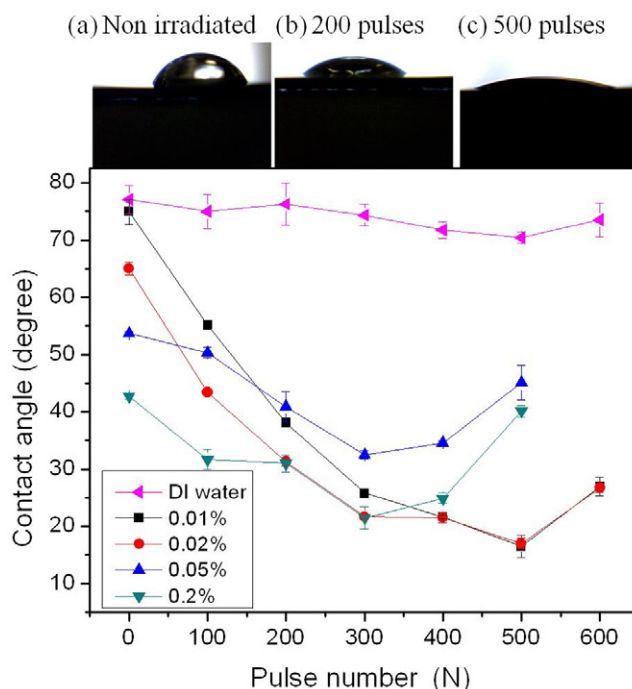 (a) Non irradiated (b) 200 pulses (c) 500 pulses
80
70
60
50
40
30
20
10
Contact angle (degree)
DI water
0.01%
0.02%
0.05%
0.2%
0 100 200 300 400 500 600
Pulse number (N)